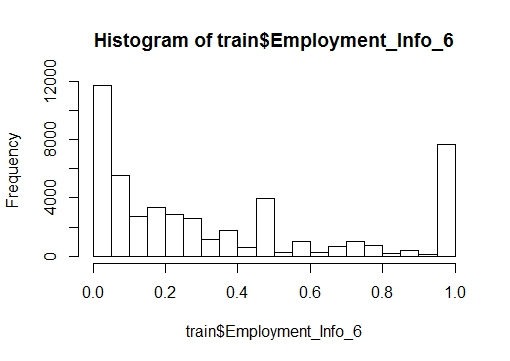 Histogram of train$Employment_Info_6
Frequency
12000
8000
4000
0
0.0 0.2 0.4 0.6 0.8 1.0
train$Employment_Info_6